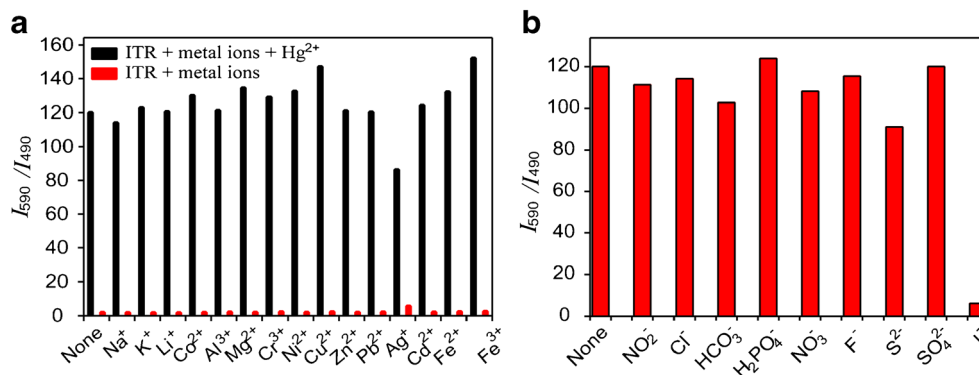 a
160
140
120
100
80
60
40
20
0
I590 /I490
ITR + metal ions + Hg2+
ITR + metal ions
None
Na+
K+
Li+
Co2+
Al3+
Mg2+
Cr3+
Ni2+
Cu2+
Zn2+
Pb2+
Ag+
Cd2+
Fe2+
Fe3+
b
120
100
80
60
40
20
0
I590 /I490
None
NO2-
Cl-
HCO3-
H2PO4-
NO3-
F-
S2-
SO42-